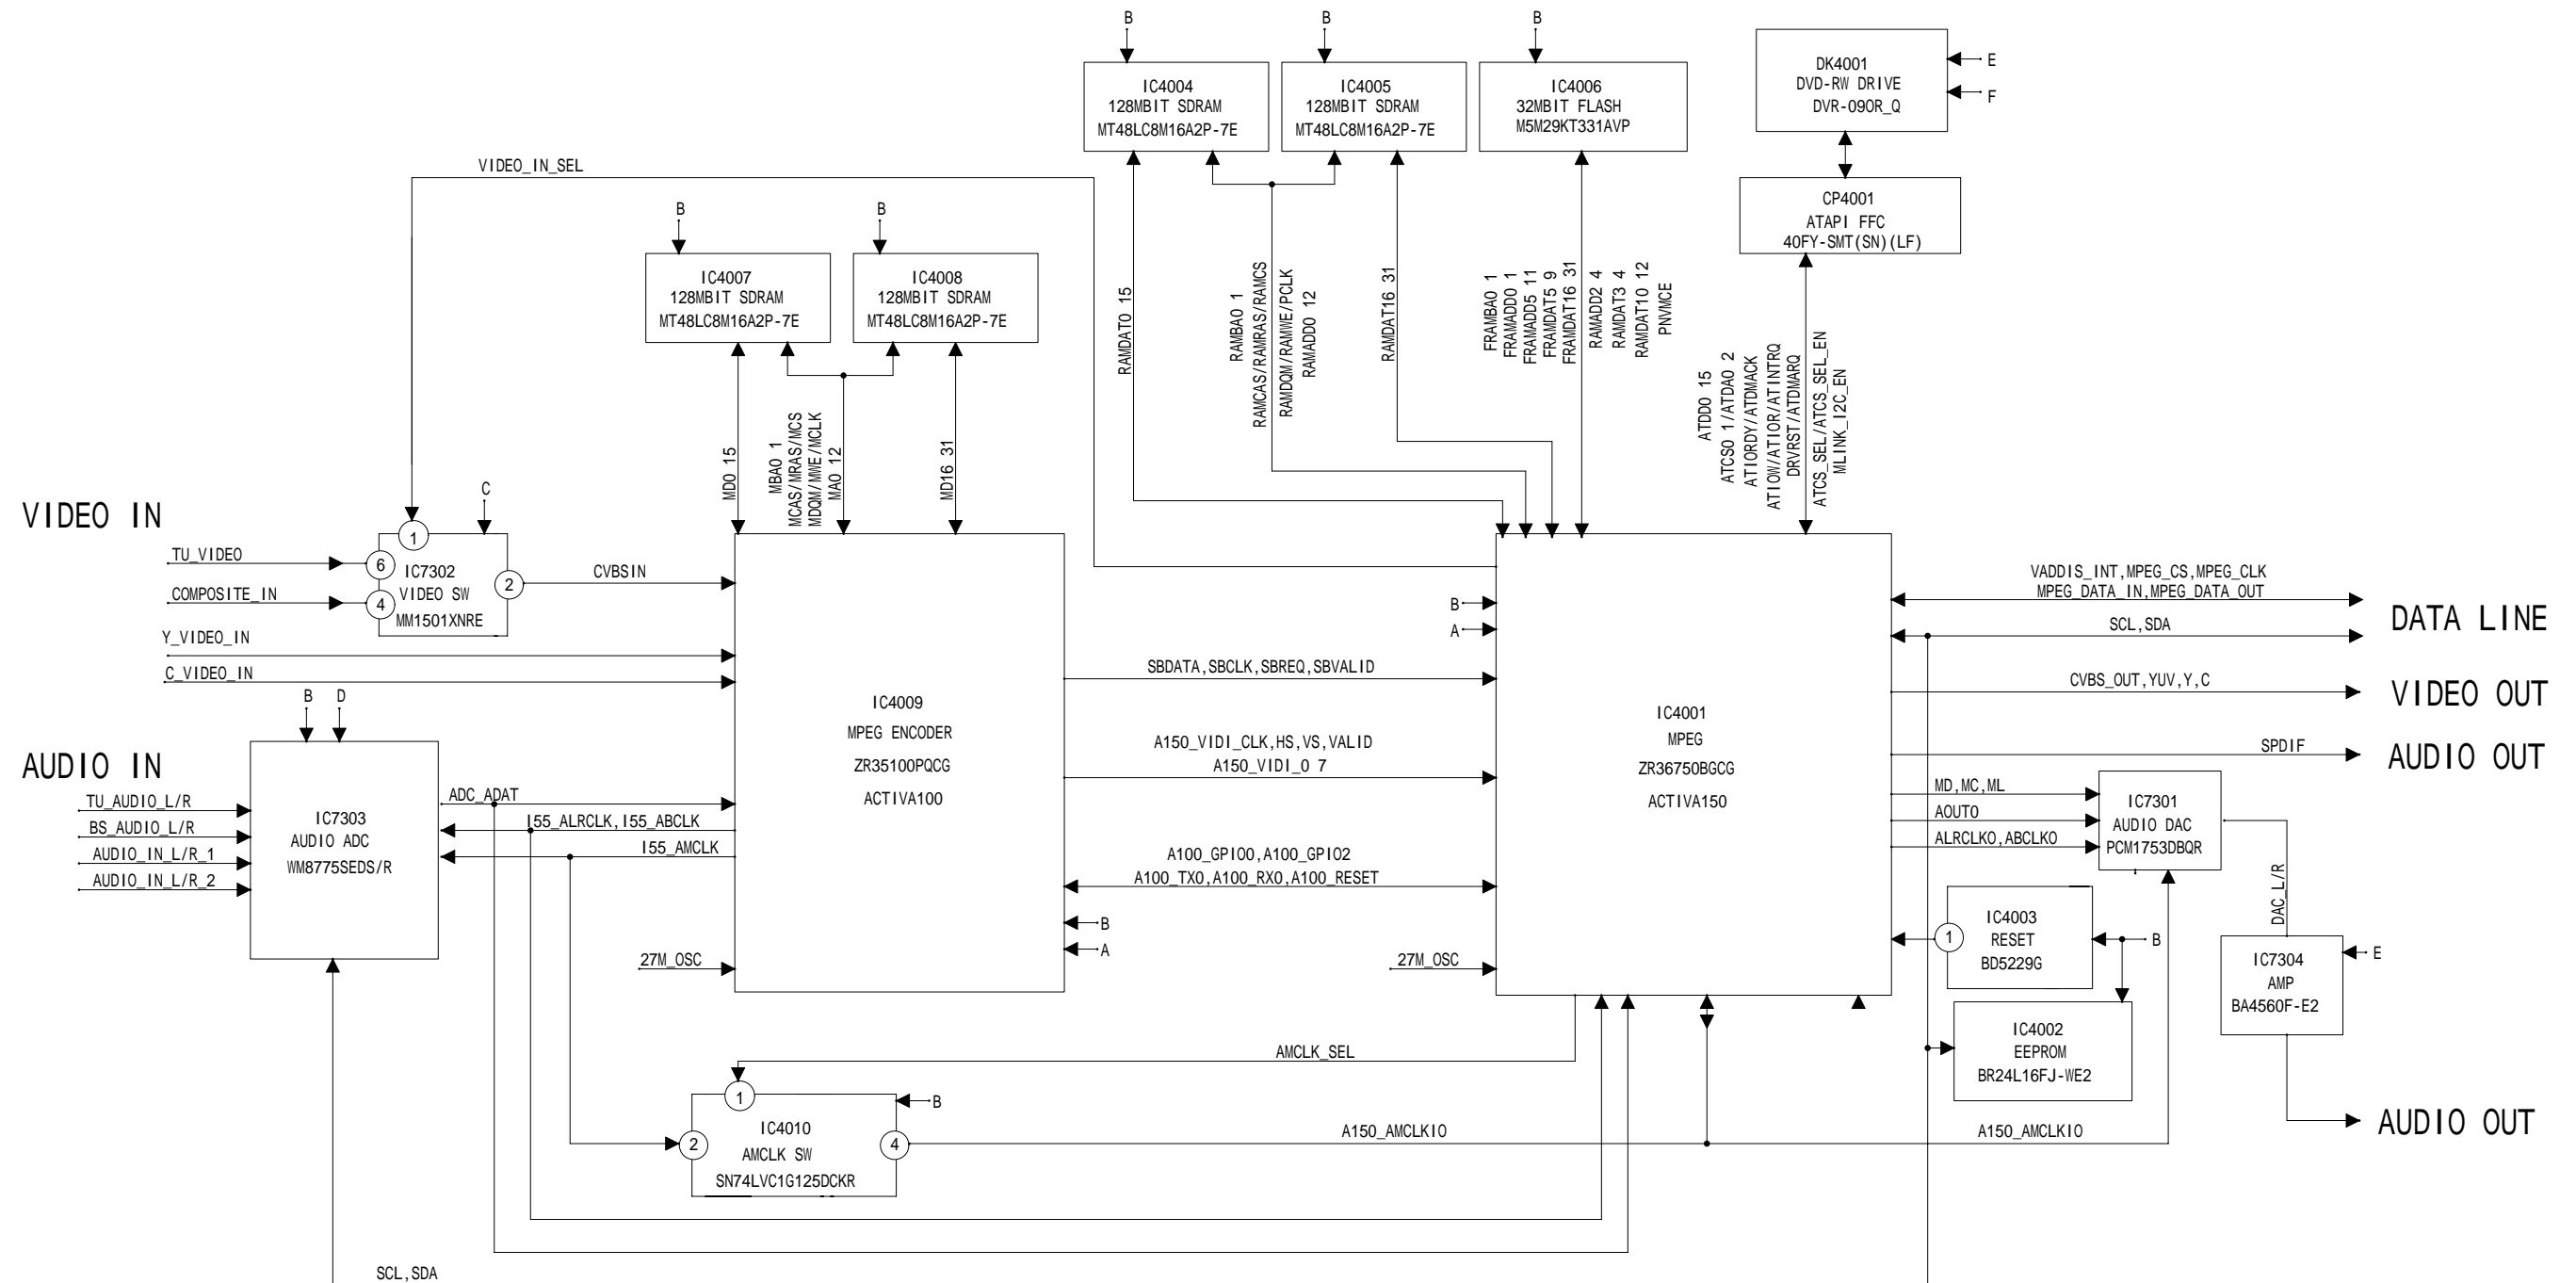 B
B
B
IC4004
128MBIT SDRAM
MT48LC8M16A2P-7E
IC4005
128MBIT SDRAM
MT48LC8M16A2P-7E
IC4006
32MBIT FLASH
M5M29KT331AVP
DK4001
DVD-RW DRIVE
DVR-09OR_Q
E
F
CP4001
ATAPI FFC
40FY-SMT(SN)(LF)
VIDEO_IN_SEL
B
B
IC4007
128MBIT SDRAM
MT48LC8M16A2P-7E
IC4008
128MBIT SDRAM
MT48LC8M16A2P-7E
RAMDAT0 15
RAMBA0 1
RAMCAS/RAMRAS/RAMCS
RAMDQM/RAMWE/PCLK
RAMADD0 12
RAMDAT16 31
FRAMBA0 1
FRAMADD0 1
FRAMADD5 11
FRAMDAT5 9
FRAMDAT16 31
RAMADD2 4
RAMDAT3 4
RAMDAT10 12
PNVMCE
ATDD0 15
ATCS0 1/ATDA0 2
ATIORDY/ATDMACK
ATIOW/ATIOR/ATINTRQ
DRVRST/ATDMARQ
ATCS_SEL/ATCS_SEL_EN
MLINK_I2C_EN
MD0 15
MBA0 1
MCAS/MRAS/MCS
MDQM/MWE/MCLK
MA0 12
MD16 31
VIDEO IN
C
1
TU_VIDEO
6
IC7302
VIDEO SW
MM1501XNRE
2
CVBSIN
COMPOSITE_IN
4
Y_VIDEO_IN
C_VIDEO_IN
B
D
AUDIO IN
TU_AUDIO_L/R
BS_AUDIO_L/R
AUDIO_IN_L/R_1
AUDIO_IN_L/R_2
IC7303
AUDIO ADC
WM8775SEDS/R
ADC_ADAT
I55_ALRCLK,I55_ABCLK
I55_AMCLK
27M_OSC
IC4009
MPEG ENCODER
ZR35100PQCG
ACTIVA100
B
A
SBDATA,SBCLK,SBREQ,SBVALID
A150_VIDI_CLK,HS,VS,VALID
A150_VIDI_0 7
A100_GPIO0,A100_GPIO2
A100_TX0,A100_RX0,A100_RESET
B
A
27M_OSC
IC4001
MPEG
ZR36750BGCG
ACTIVA150
VADDIS_INT,MPEG_CS,MPEG_CLK
MPEG_DATA_IN,MPEG_DATA_OUT
SCL,SDA
DATA LINE
CVBS_OUT,YUV,Y,C
VIDEO OUT
SPDIF
AUDIO OUT
MD,MC,ML
AOUT0
ALRCLKO,ABCLKO
IC7301
AUDIO DAC
PCM1753DBQR
DAC_L/R
1
IC4003
RESET
BD5229G
B
IC7304
AMP
BA4560F-E2
E
IC4002
EEPROM
BR24L16FJ-WE2
AUDIO OUT
AMCLK_SEL
1
B
2
IC4010
AMCLK SW
SN74LVC1G125DCKR
4
A150_AMCLKIO
A150_AMCLKIO
SCL,SDA